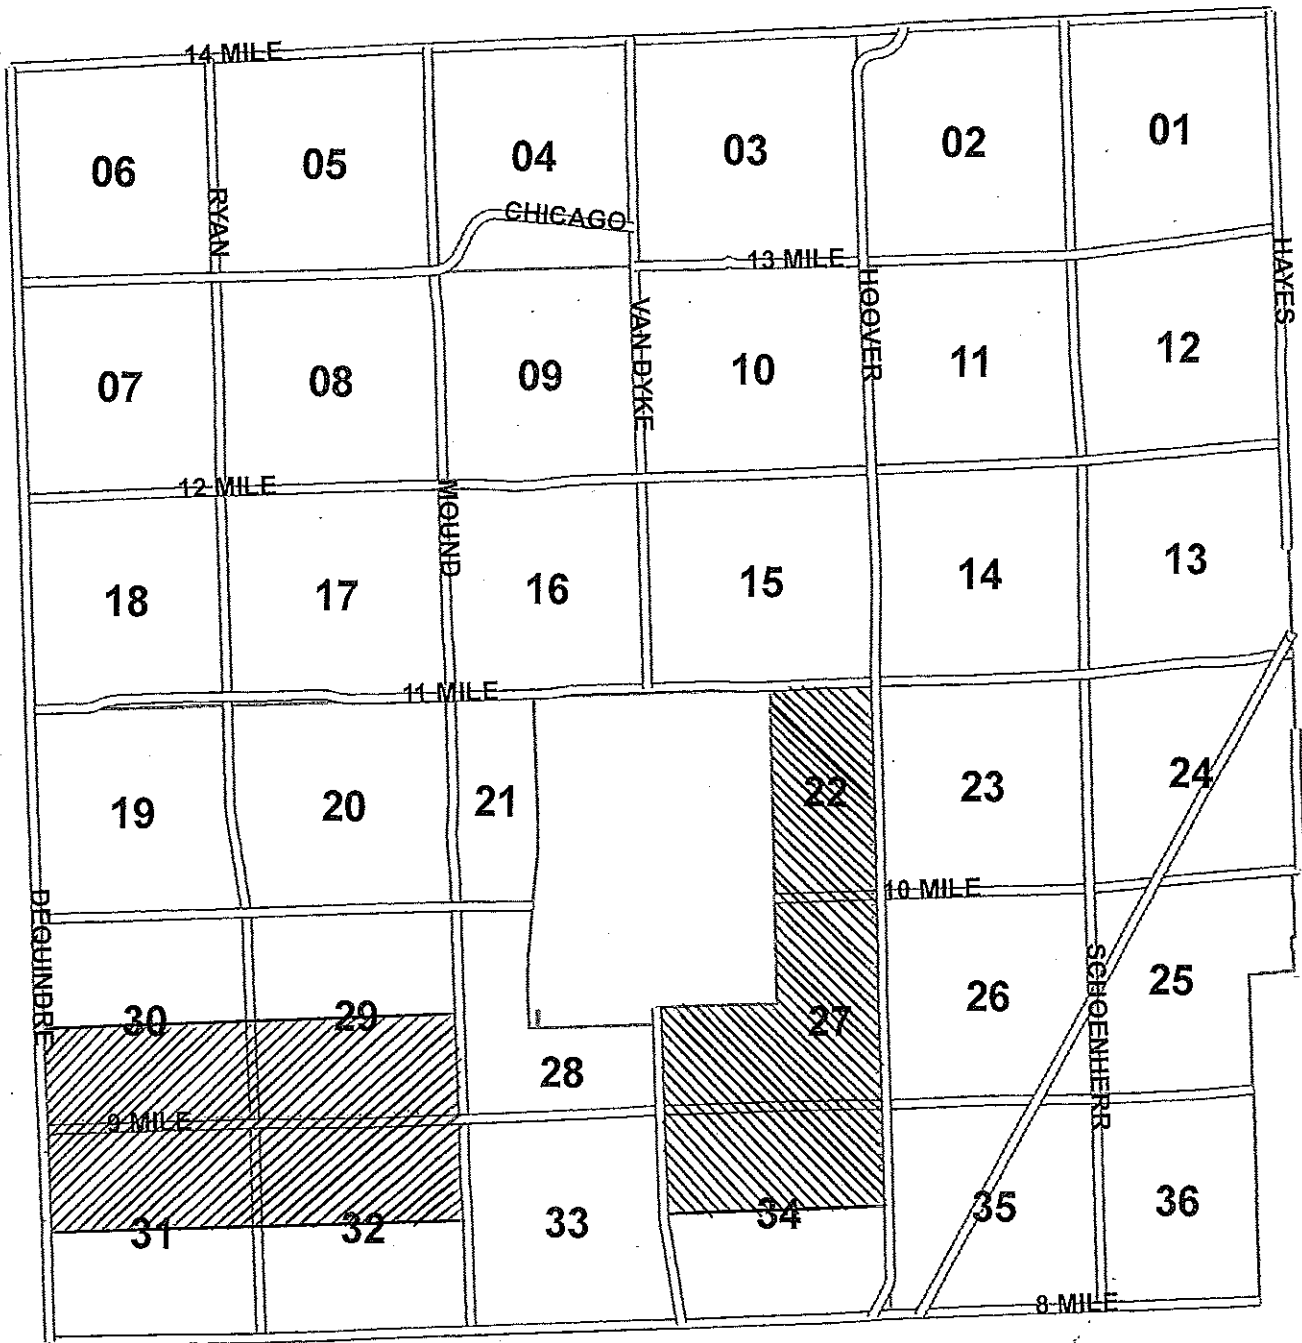 14 MILE
06
05
04
03
02
01
RYAN
CHICAGO
13 MILE
HAYES
HOOVER
VAN DYKE
07
08
09
10
11
12
12 MILE
MOUND
18
17
16
15
14
13
11 MILE
19
20
21
22
23
24
10 MILE
DEQUINDRE
SCHOENHERR
30
29
28
27
26
25
9 MILE
31
32
33
34
35
36
8 MILE